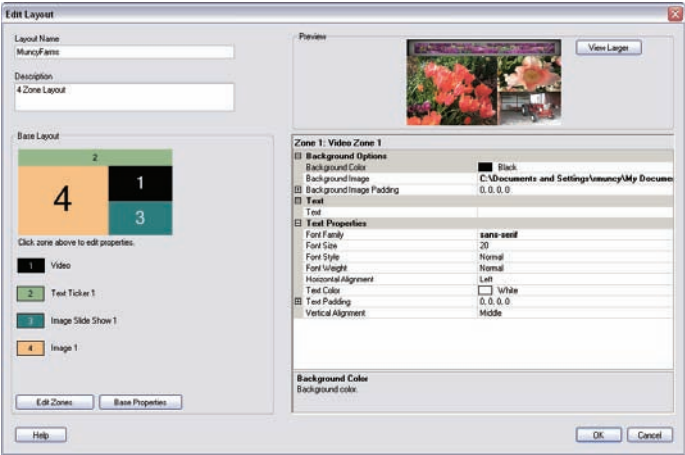 Edit Layout
Layout Name
MuncyFarms
Description
4 Zone Layout
Preview
View Larger
Base Layout
2
4
1
3
Click zone above to edit properties.
1 Video
2 Text Ticker 1
3 Image Slide Show 1
4 Image 1
Edit Zones Base Properties
Zone 1: Video Zone 1
Background Options
Background Color Black
Background Image C:\Documents and Settings\smuncy\My Docume
Background Image Padding 0, 0, 0, 0
Text
Text
Text Properties
Font Family sans-serif
Font Size 20
Font Style Normal
Font Weight Normal
Horizontal Alignment Left
Text Color White
Text Padding 0, 0, 0, 0
Vertical Alignment Middle
Background Color
Background color.
Help OK Cancel